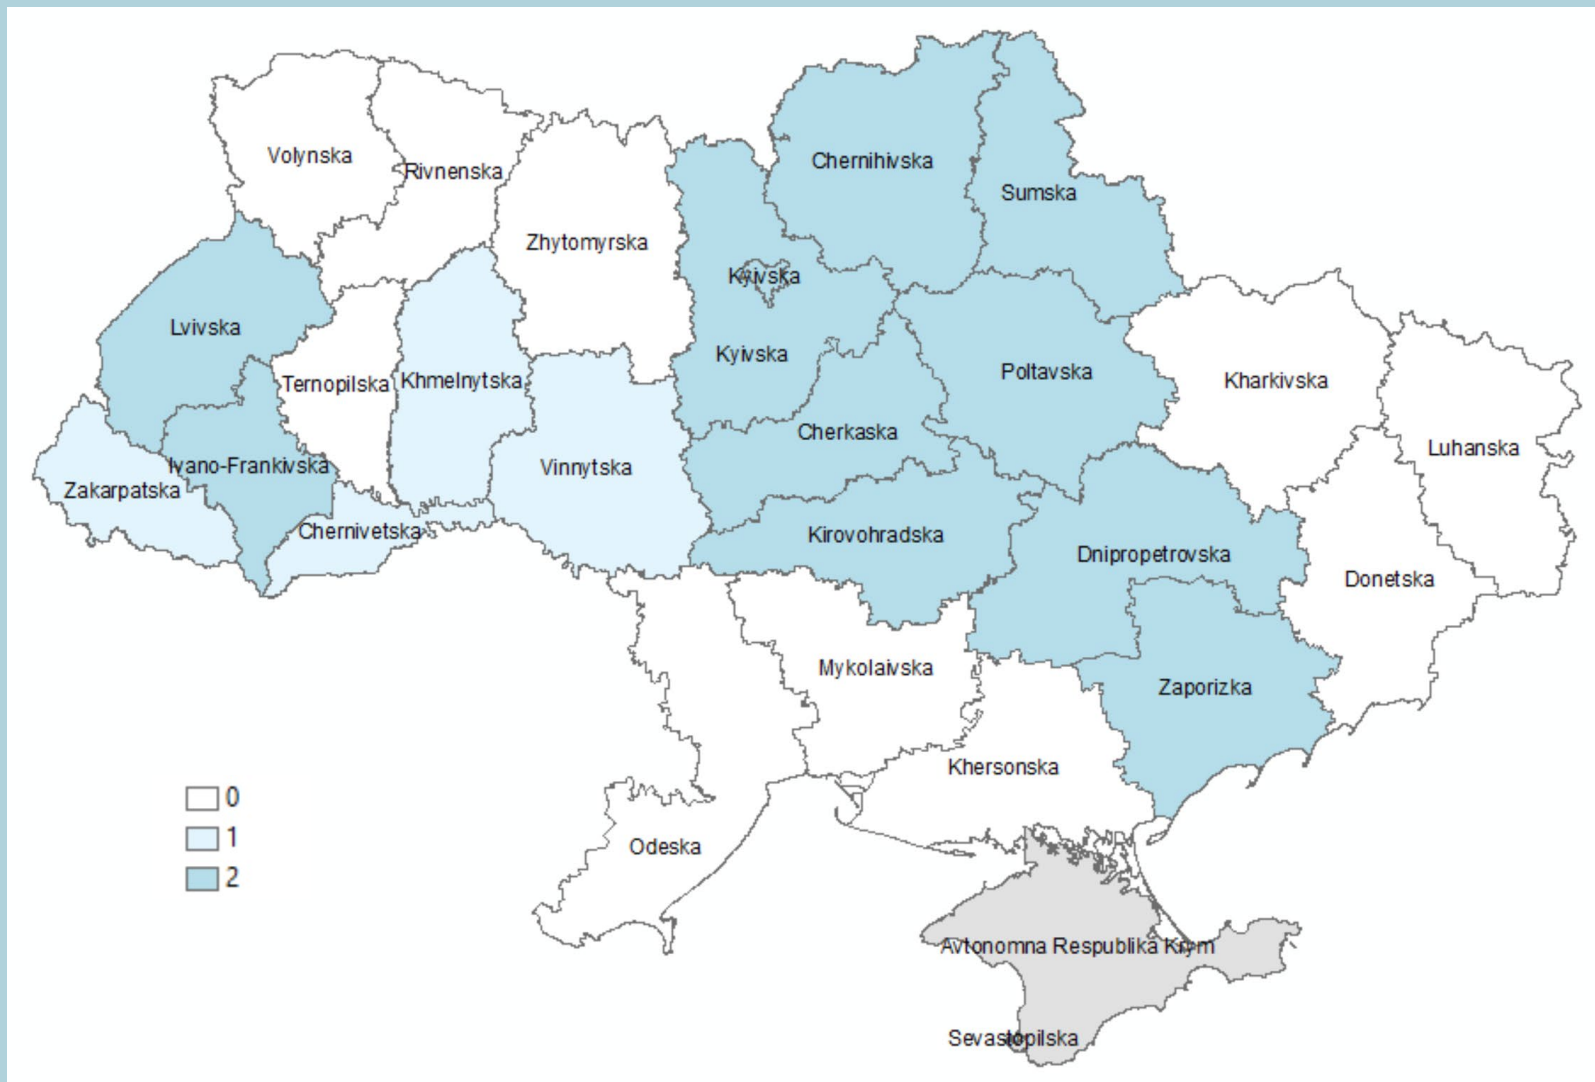 Volynska
Rivnenska
Chernihivska
Sumska
Zhytomyrska
Kyivska
Lvivska
Kyivska
Ternopilska
Khmelnytska
Poltavska
Kharkivska
Cherkaska
Luhanska
Ivano-Frankivska
Vinnytska
Zakarpatska
Chernivetska
Kirovohradska
Dnipropetrovska
Donetska
Mykolaivska
Zaporizka
Khersonska
0
1
2
Odeska
Avtonomna Respublika Krym
Sevastopilska